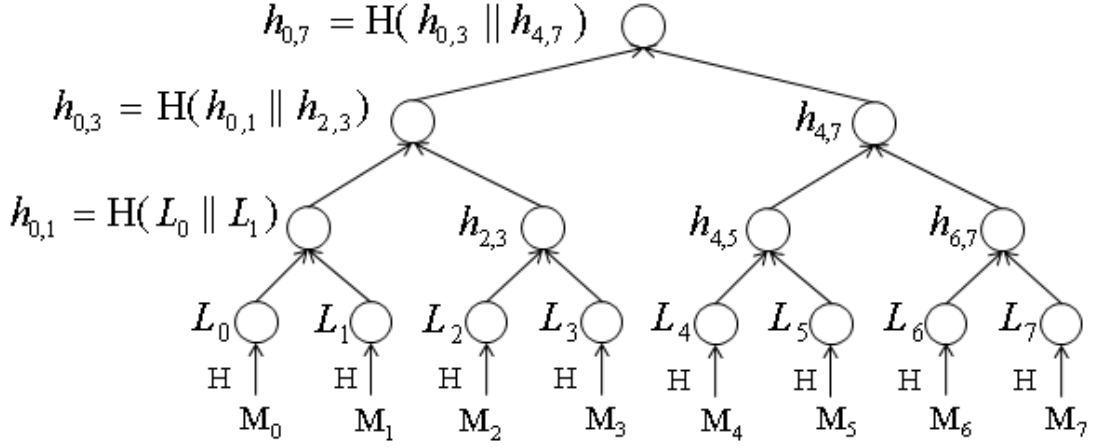 h₀,₇ = H( h₀,₃ || h₄,₇ )
h₀,₃ = H( h₀,₁ || h₂,₃ ) h₄,₇
h₀,₁ = H( L₀ || L₁ ) h₂,₃ h₄,₅ h₆,₇
L₀ L₁ L₂ L₃ L₄ L₅ L₆ L₇
H H H H H H H H
M₀ M₁ M₂ M₃ M₄ M₅ M₆ M₇